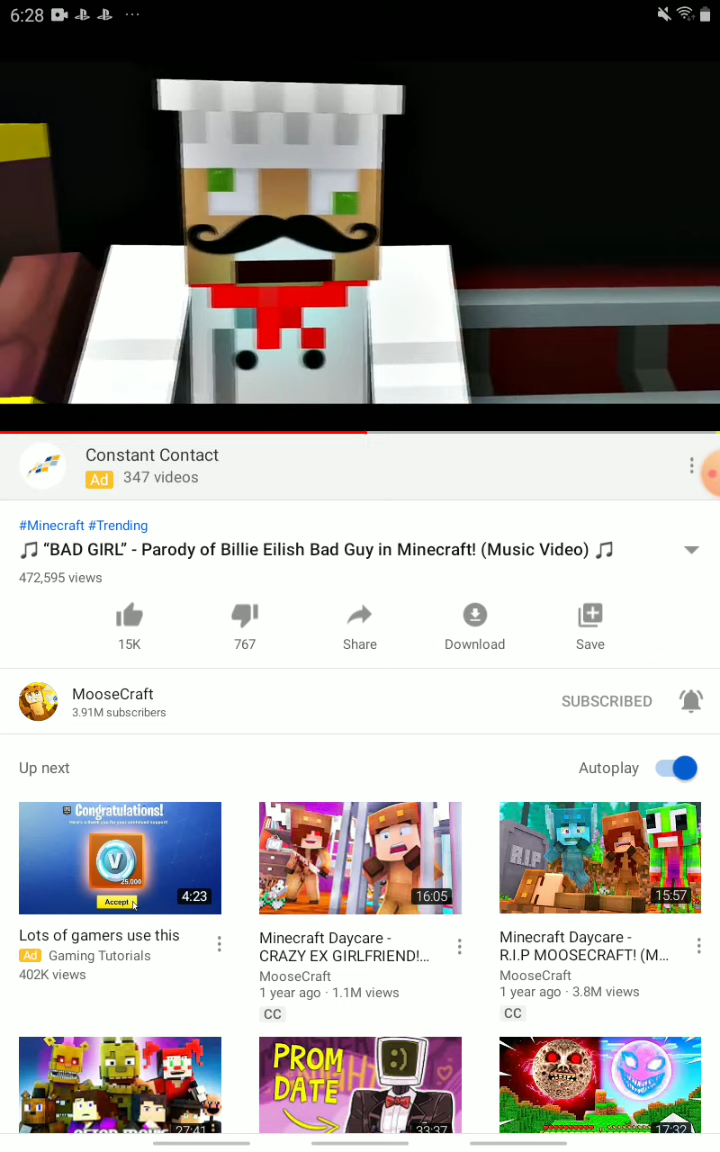 6:28
Constant Contact
Ad 347 videos
#Minecraft #Trending
🎵 “BAD GIRL” - Parody of Billie Eilish Bad Guy in Minecraft! (Music Video) 🎵
472,595 views
15K 767 Share Download Save
MooseCraft
3.91M subscribers
SUBSCRIBED
Up next
Autoplay
Congratulations!
V
25,000
Accept
4:23
Lots of gamers use this
Ad Gaming Tutorials
402K views
16:05
Minecraft Daycare -
CRAZY EX GIRLFRIEND!...
MooseCraft
1 year ago · 1.1M views
CC
R.I.P
15:57
Minecraft Daycare -
R.I.P MOOSECRAFT! (M...
MooseCraft
1 year ago · 3.8M views
CC
27:41
PROM
DATE
33:37
17:32